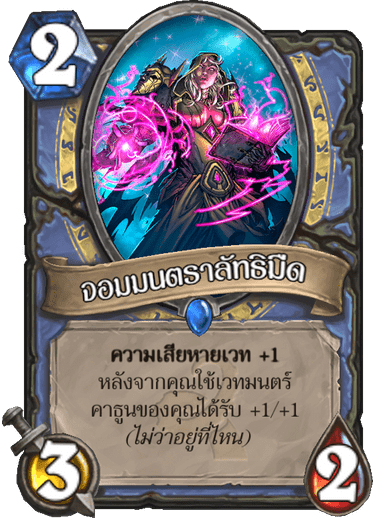 2
จอมมนตราลัทธิมืด
ความเสียหายเวท +1
หลังจากคุณใช้เวทมนตร์
คาธูนของคุณได้รับ +1/+1
(ไม่ว่าอยู่ที่ไหน)
3
2